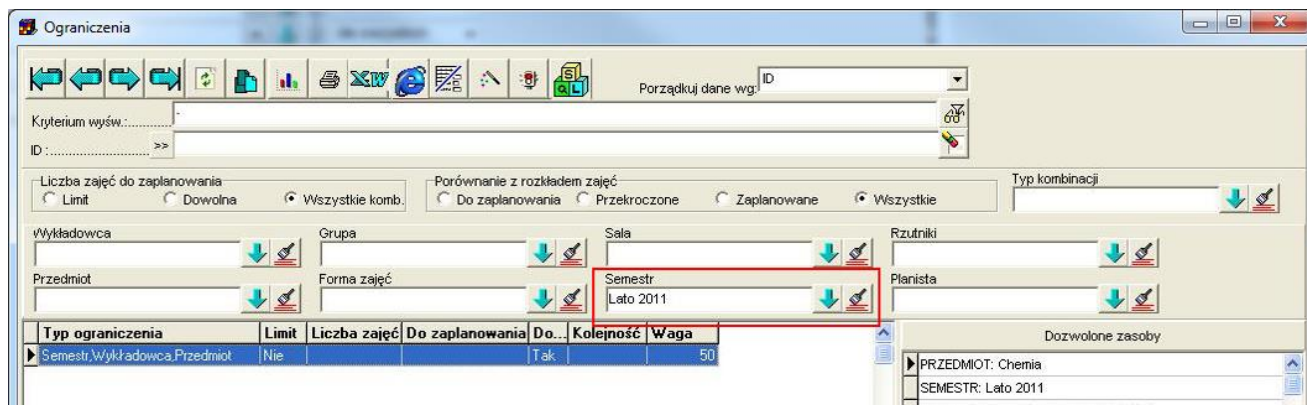 Ograniczenia
XW SQL Porządkuj dane wg: ID
Kryterium wyśw.:............ -
ID :............................ >>
Liczba zajęć do zaplanowania Porównanie z rozkładem zajęć Typ kombinacji
Limit Dowolna Wszystkie komb. Do zaplanowania Przekroczone Zaplanowane Wszystkie
Wykładowca Grupa Sala Rzutniki
Przedmiot Forma zajęć Semestr Planista
Lato 2011
Typ ograniczenia Limit Liczba zajęć Do zaplanowania Do... Kolejność Waga Dozwolone zasoby
Semestr,Wykładowca,Przedmiot Nie Tak 50
PRZEDMIOT: Chemia
SEMESTR: Lato 2011